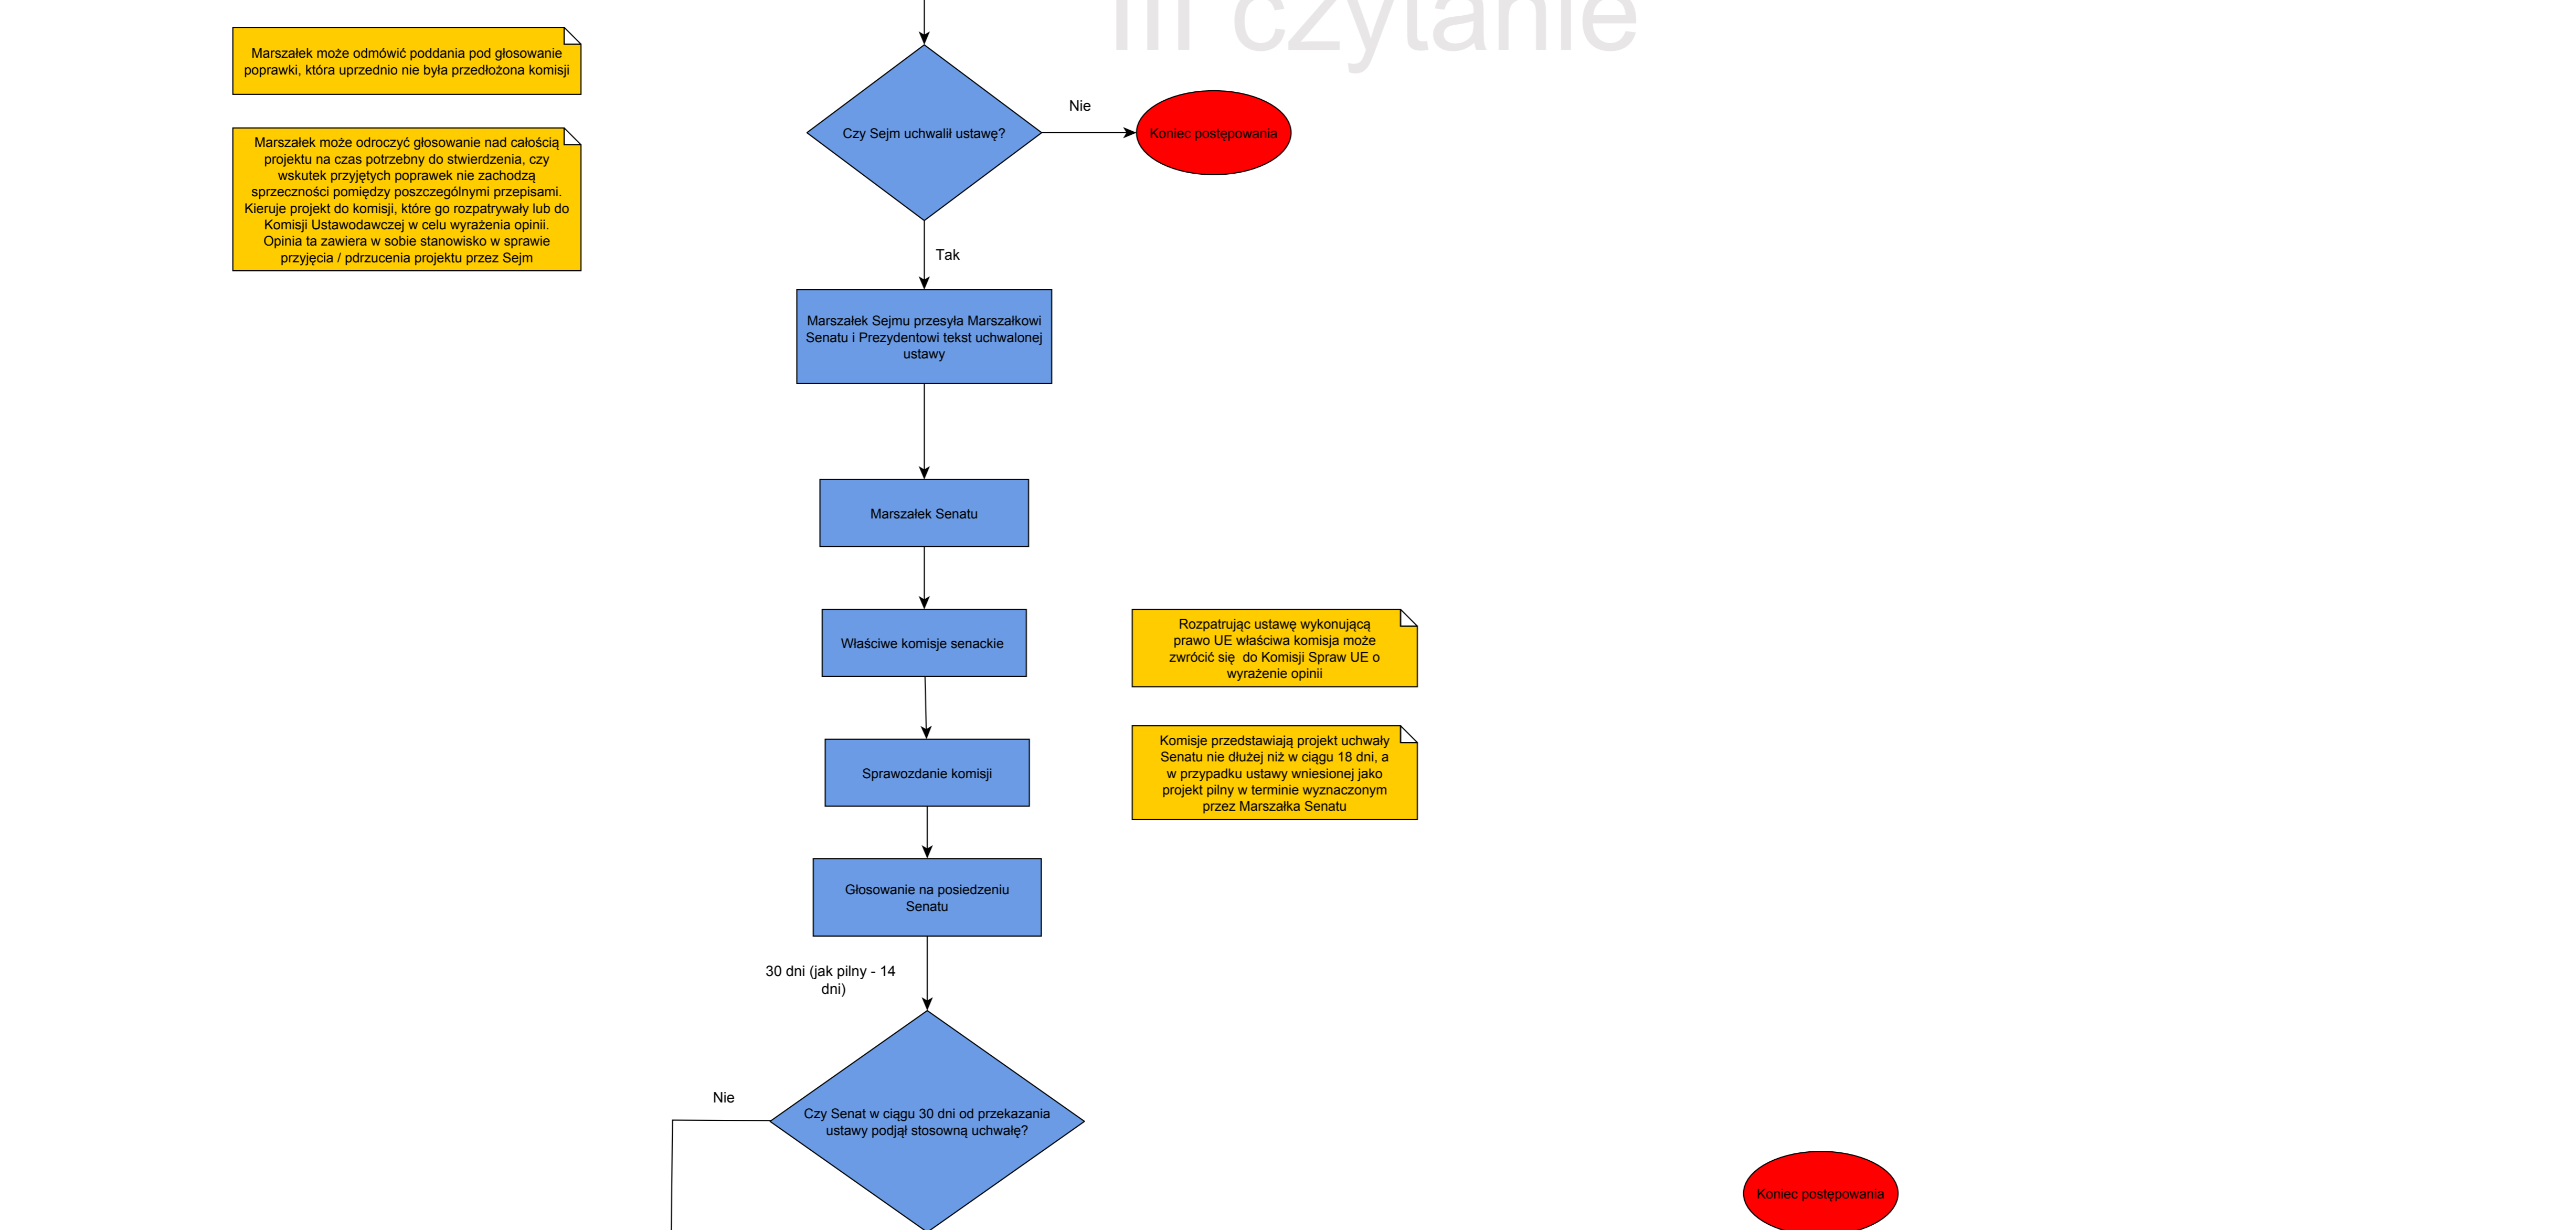 III czytanie
Marszałek może odmówić poddania pod głosowanie
poprawki, która uprzednio nie była przedłożona komisji
Marszałek może odroczyć głosowanie nad całością
projektu na czas potrzebny do stwierdzenia, czy
wskutek przyjętych poprawek nie zachodzą
sprzeczności pomiędzy poszczególnymi przepisami.
Kieruje projekt do komisji, które go rozpatrywały lub do
Komisji Ustawodawczej w celu wyrażenia opinii.
Opinia ta zawiera w sobie stanowisko w sprawie
przyjęcia / pdrzucenia projektu przez Sejm
Czy Sejm uchwalił ustawę?
Nie
Koniec postępowania
Tak
Marszałek Sejmu przesyła Marszałkowi
Senatu i Prezydentowi tekst uchwalonej
ustawy
Marszałek Senatu
Właściwe komisje senackie
Rozpatrując ustawę wykonującą
prawo UE właściwa komisja może
zwrócić się  do Komisji Spraw UE o
wyrażenie opinii
Sprawozdanie komisji
Komisje przedstawiają projekt uchwały
Senatu nie dłużej niż w ciągu 18 dni, a
w przypadku ustawy wniesionej jako
projekt pilny w terminie wyznaczonym
przez Marszałka Senatu
Głosowanie na posiedzeniu
Senatu
30 dni (jak pilny - 14
dni)
Nie
Czy Senat w ciągu 30 dni od przekazania
ustawy podjął stosowną uchwałę?
Koniec postępowania